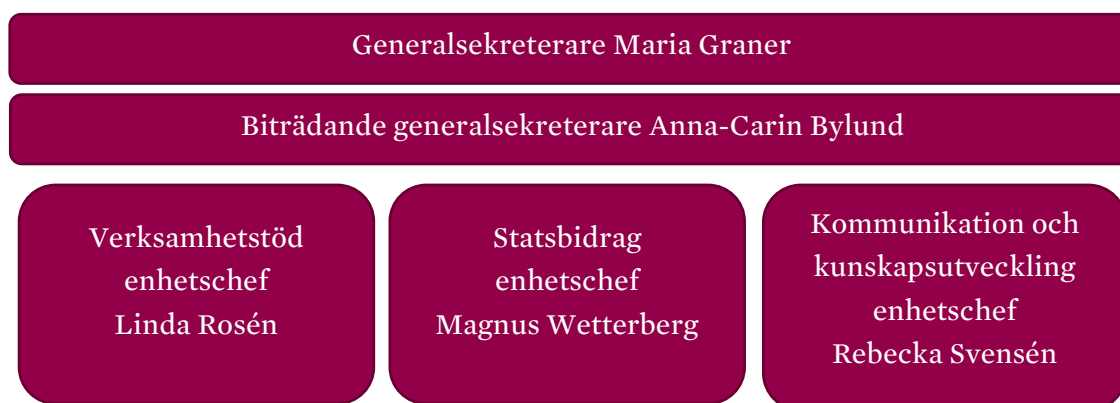 Generalsekreterare Maria Graner
Biträdande generalsekreterare Anna-Carin Bylund
Verksamhetstöd
enhetschef
Linda Rosén
Statsbidrag
enhetschef
Magnus Wetterberg
Kommunikation och
kunskapsutveckling
enhetschef
Rebecka Svensén